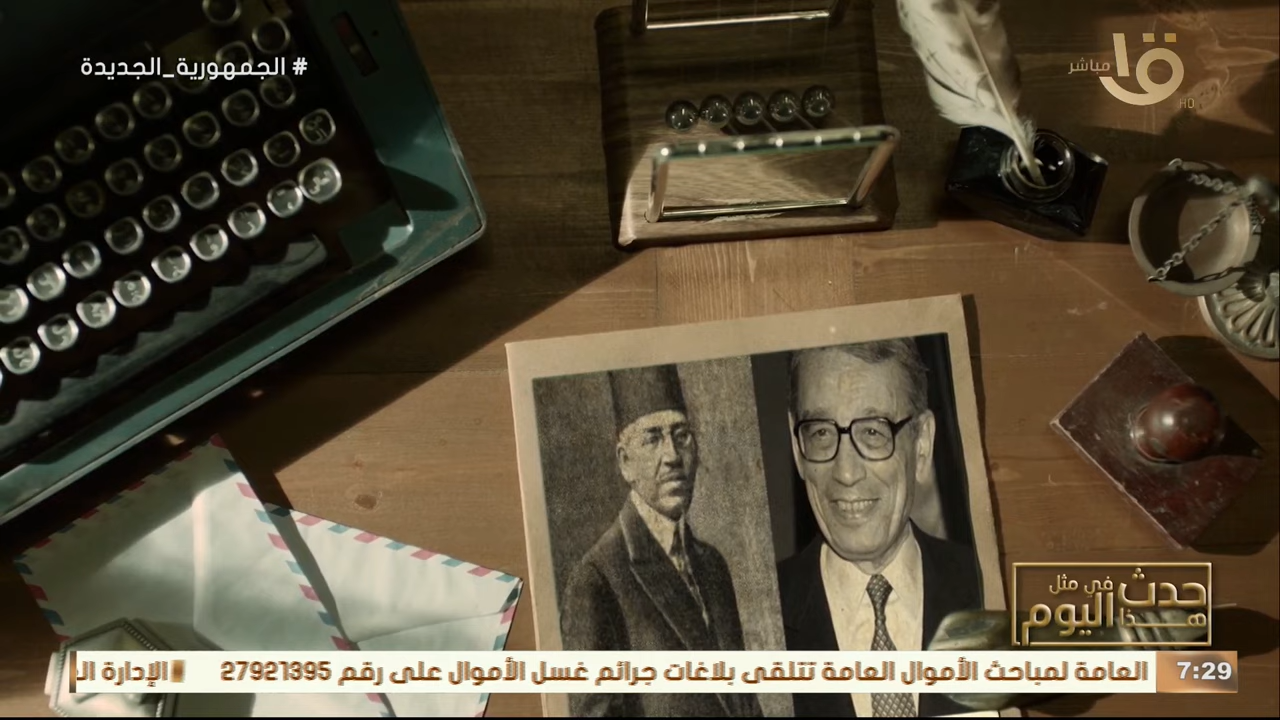 #الجمهورية_الجديدة
مباشر
HD
حدث في مثل
هذا اليوم
7:29
العامة لمباحث الأموال العامة تتلقى بلاغات جرائم غسل الأموال على رقم 27921395 الإدارة ال